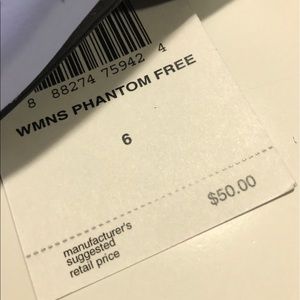 8 88274 75942 4
WMNS PHANTOM FREE
6
manufacturer's
suggested
retail price
$50.00